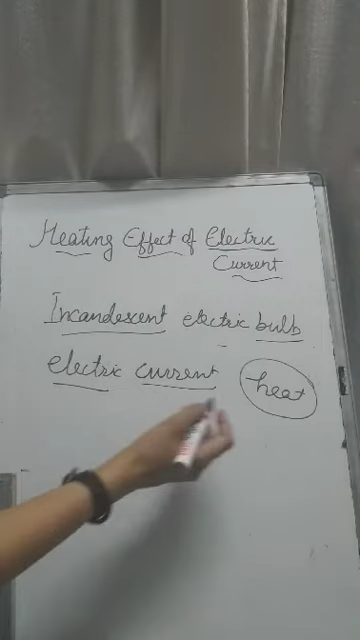 Heating Effect of Electric
Current
Incandescent electric bulb
electric current heat